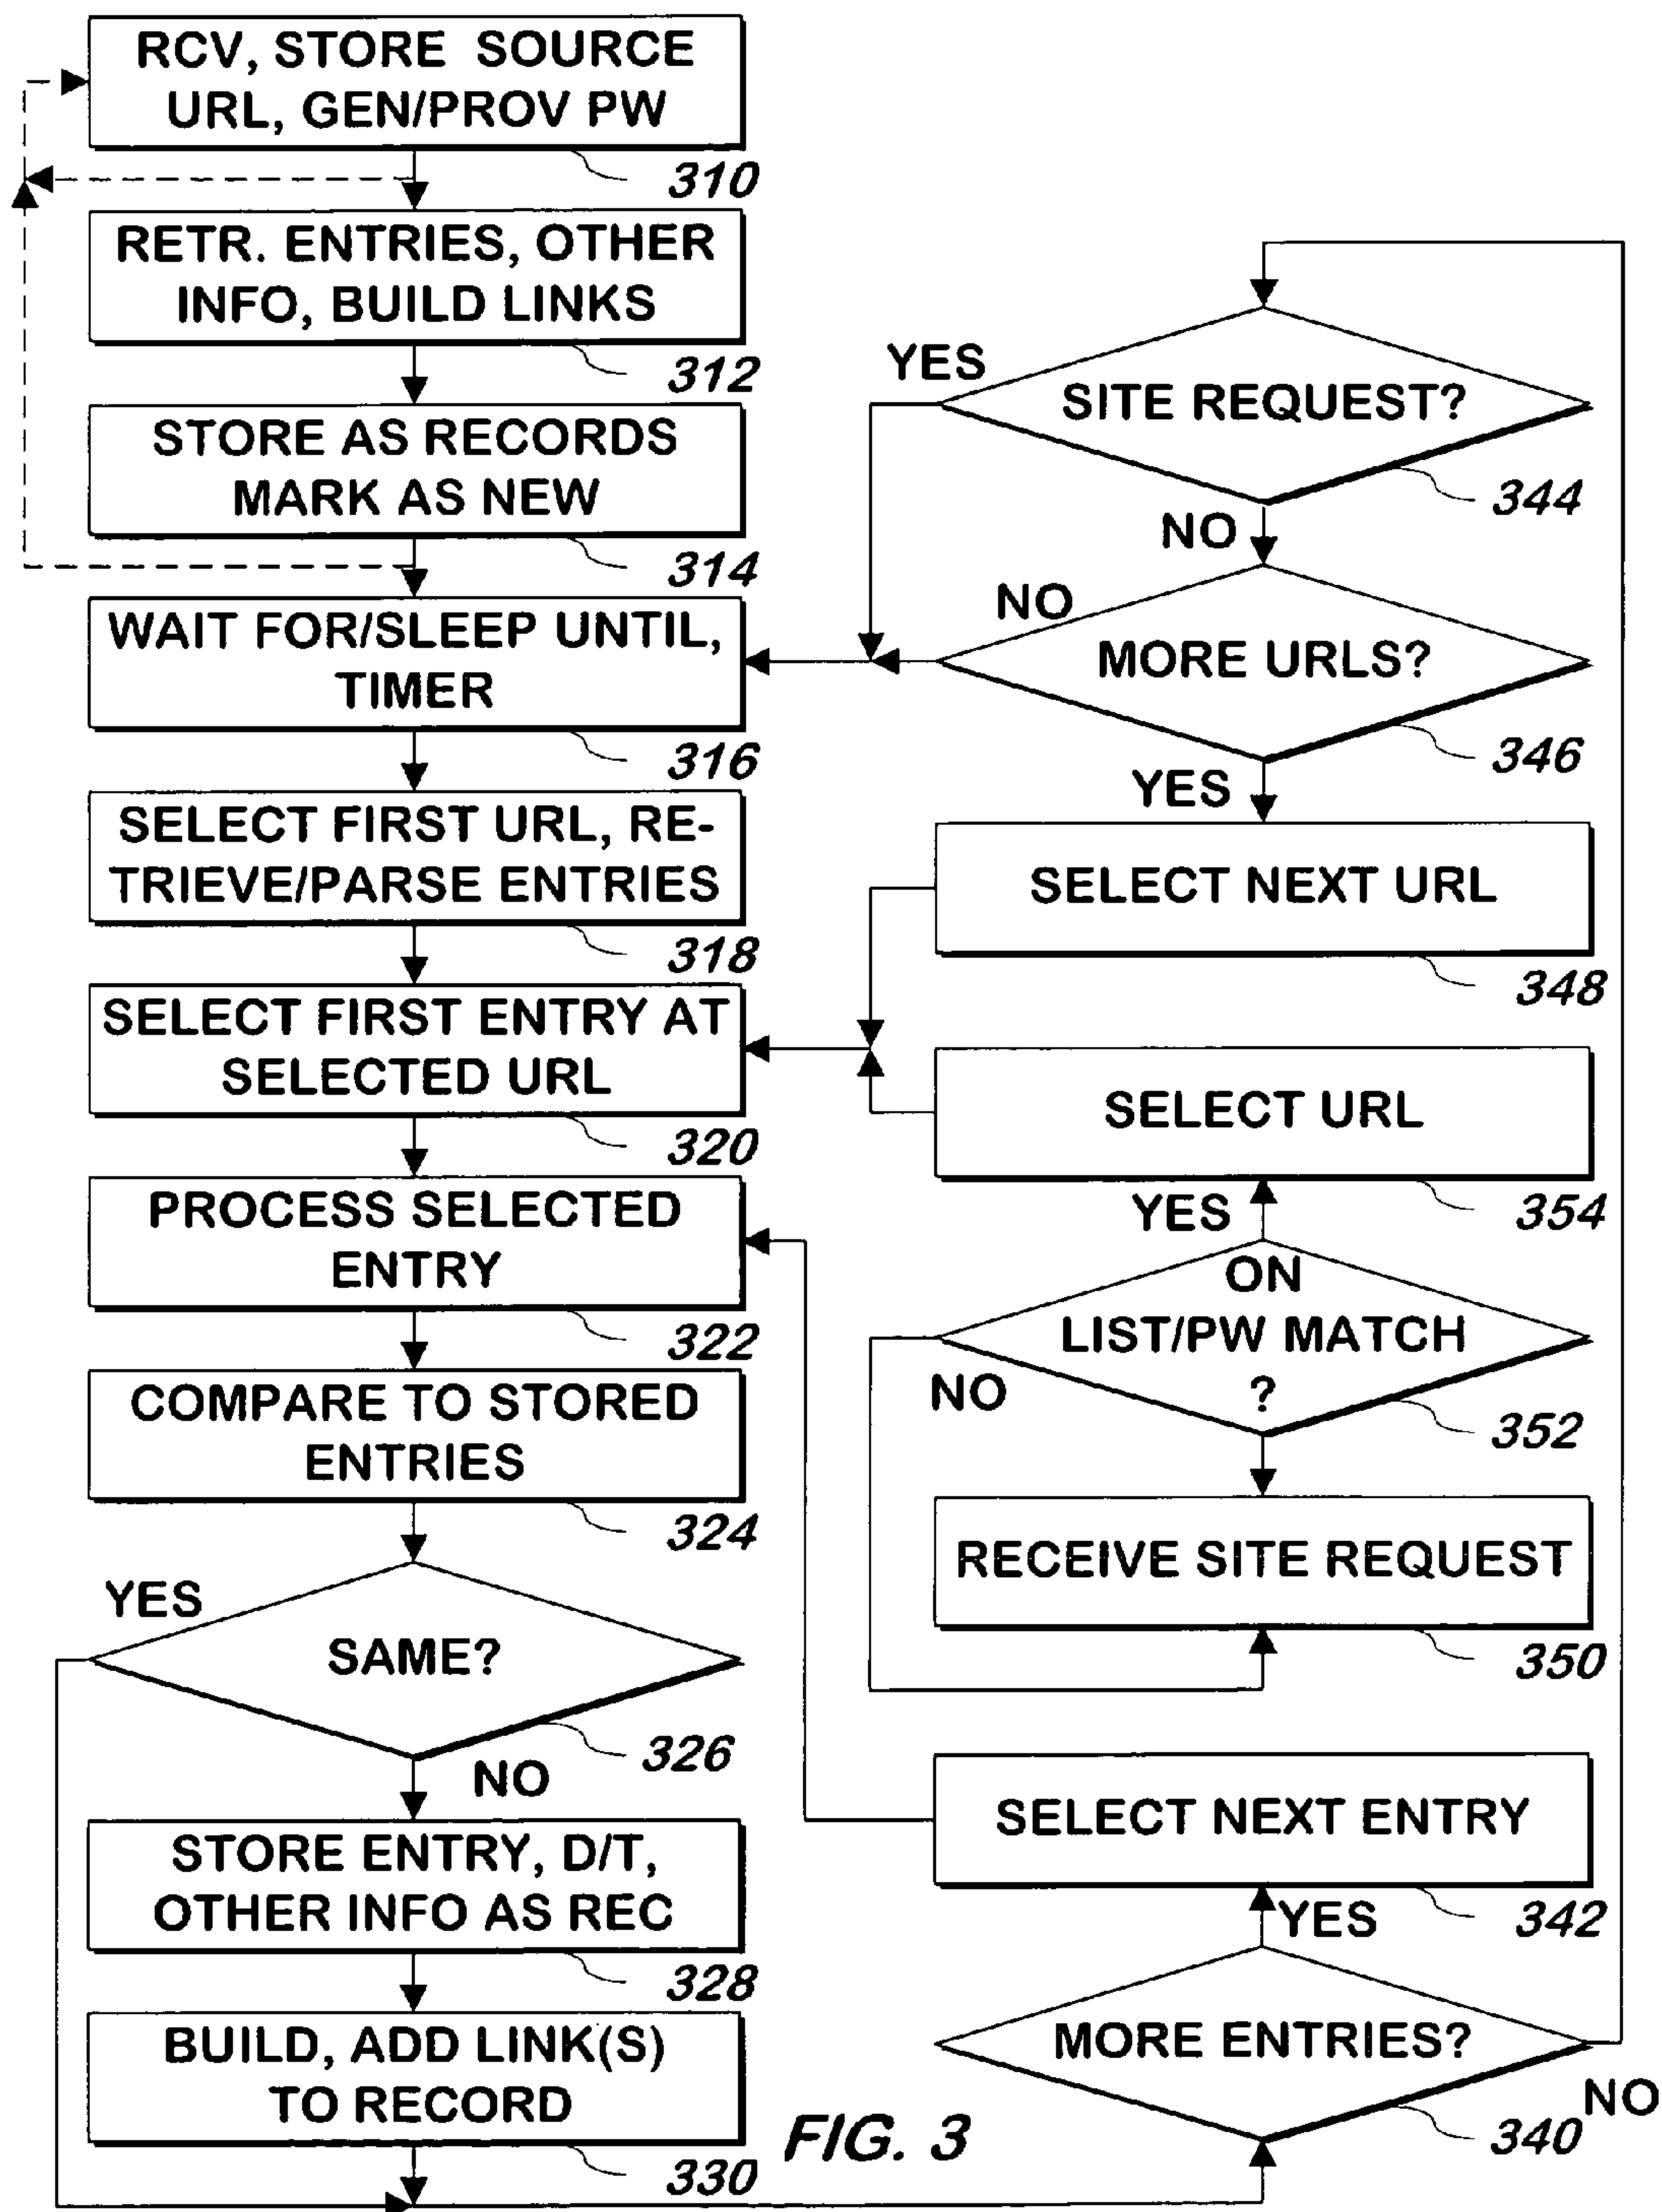 RCV, STORE SOURCE
URL, GEN/PROV PW
310
RETR. ENTRIES, OTHER
INFO, BUILD LINKS
312
STORE AS RECORDS
MARK AS NEW
314
WAIT FOR/SLEEP UNTIL,
TIMER
316
SELECT FIRST URL, RE-
TRIEVE/PARSE ENTRIES
318
SELECT FIRST ENTRY AT
SELECTED URL
320
PROCESS SELECTED
ENTRY
322
COMPARE TO STORED
ENTRIES
324
YES
SAME?
326
NO
STORE ENTRY, D/T,
OTHER INFO AS REC
328
BUILD, ADD LINK(S)
TO RECORD
330
YES
SITE REQUEST?
344
NO
NO
MORE URLS?
346
YES
SELECT NEXT URL
348
SELECT URL
354
YES
ON
LIST/PW MATCH
?
NO
352
RECEIVE SITE REQUEST
350
SELECT NEXT ENTRY
342
YES
MORE ENTRIES?
NO
340
FIG. 3